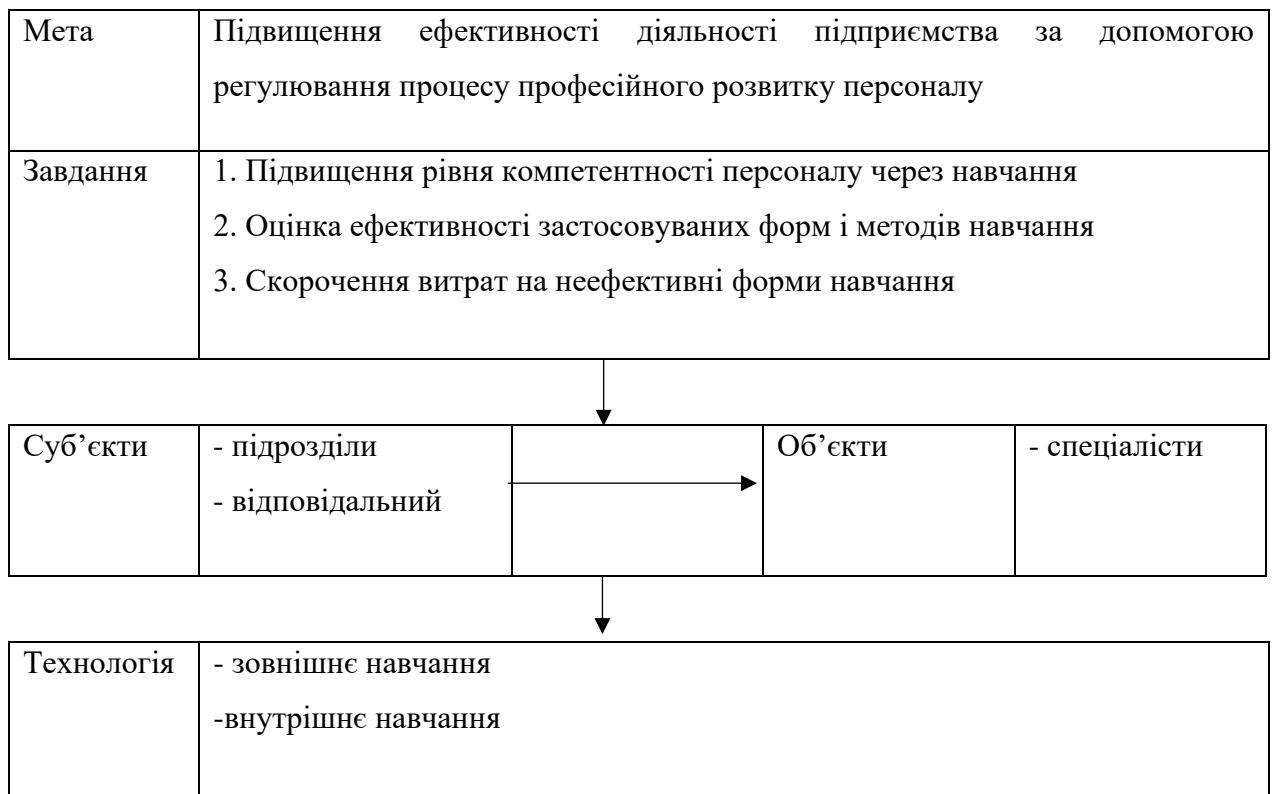 Мета
Підвищення ефективності діяльності підприємства за допомогою
регулювання процесу професійного розвитку персоналу
Завдання
1. Підвищення рівня компетентності персоналу через навчання
2. Оцінка ефективності застосовуваних форм і методів навчання
3. Скорочення витрат на неефективні форми навчання
Суб’єкти
- підрозділи
- відповідальний
Об’єкти
- спеціалісти
Технологія
- зовнішнє навчання
-внутрішнє навчання